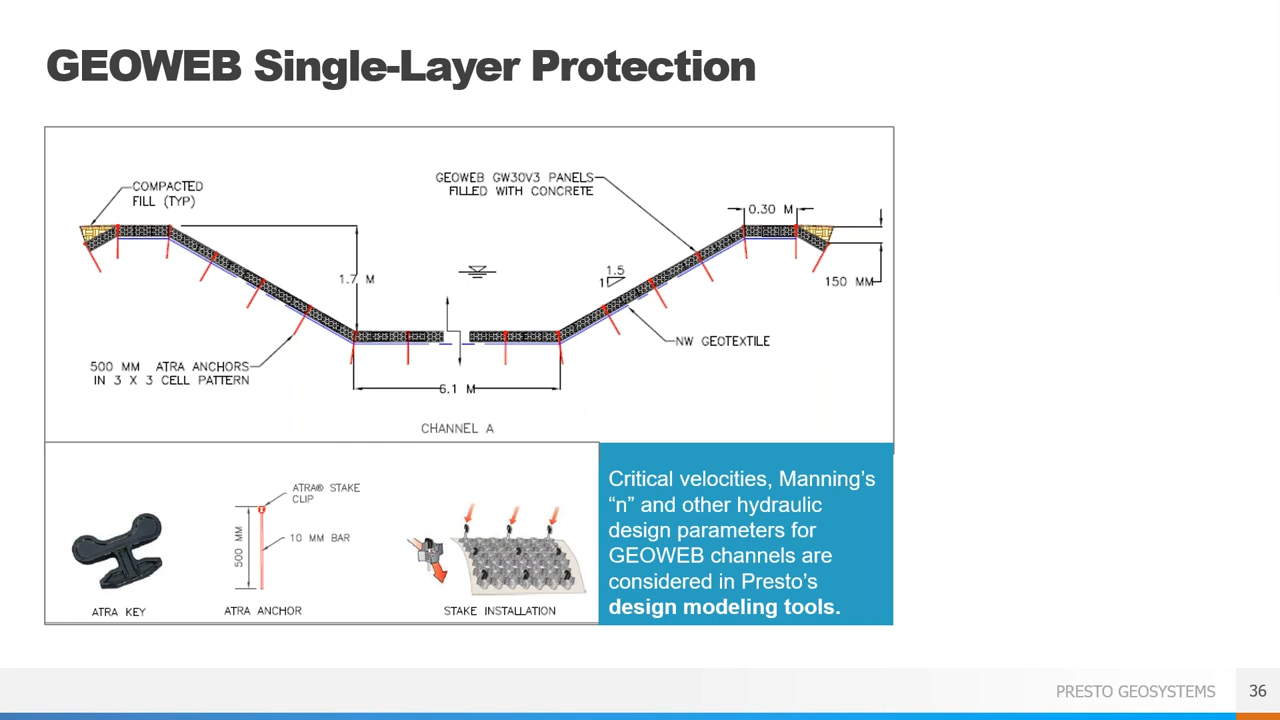 GEOWEB Single-Layer Protection
COMPACTED
FILL (TYP)
GEOWEB GW30V3 PANELS
FILLED WITH CONCRETE
0.30 M
1.7 M
1.5
1
150 MM
NW GEOTEXTILE
500 MM ATRA ANCHORS
IN 3 X 3 CELL PATTERN
6.1 M
CHANNEL A
ATRA KEY
ATRA® STAKE
CLIP
500 MM
10 MM BAR
ATRA ANCHOR
STAKE INSTALLATION
Critical velocities, Manning’s
“n” and other hydraulic
design parameters for
GEOWEB channels are
considered in Presto’s
design modeling tools.
PRESTO GEOSYSTEMS
36